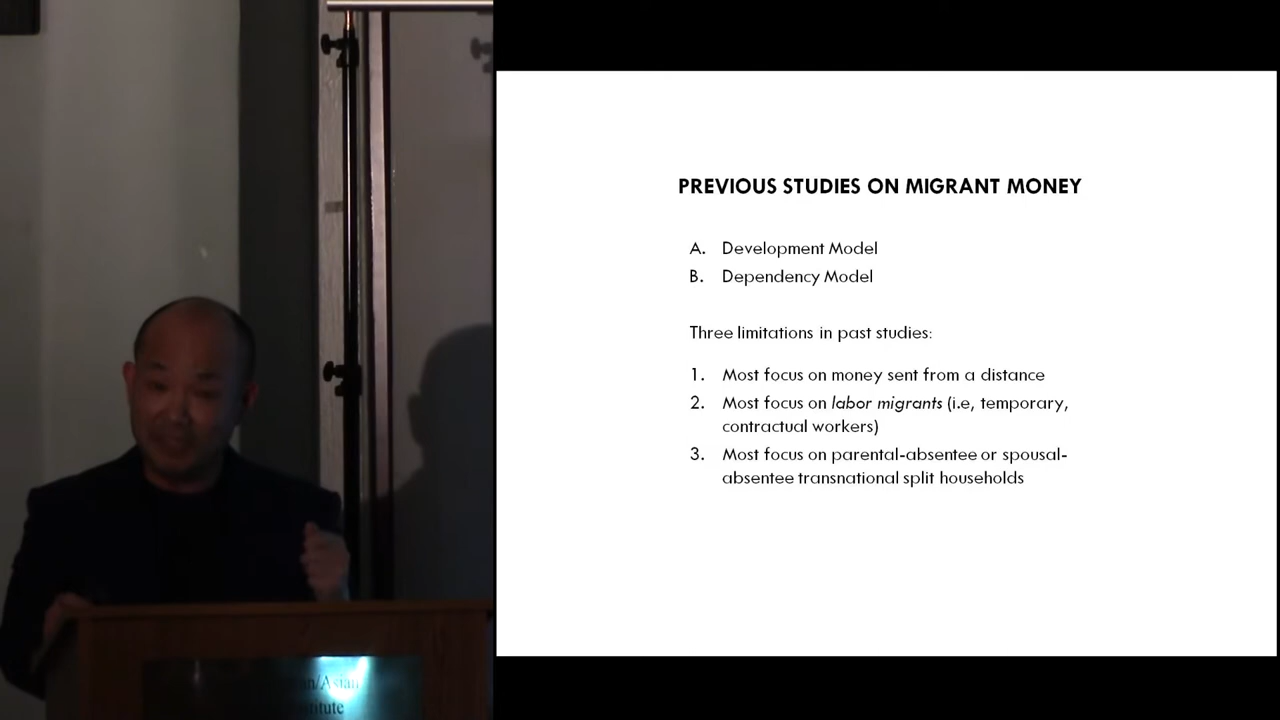 PREVIOUS STUDIES ON MIGRANT MONEY
A. Development Model
B. Dependency Model
Three limitations in past studies:
1. Most focus on money sent from a distance
2. Most focus on labor migrants (i.e, temporary,
contractual workers)
3. Most focus on parental-absentee or spousal-
absentee transnational split households
/Asian